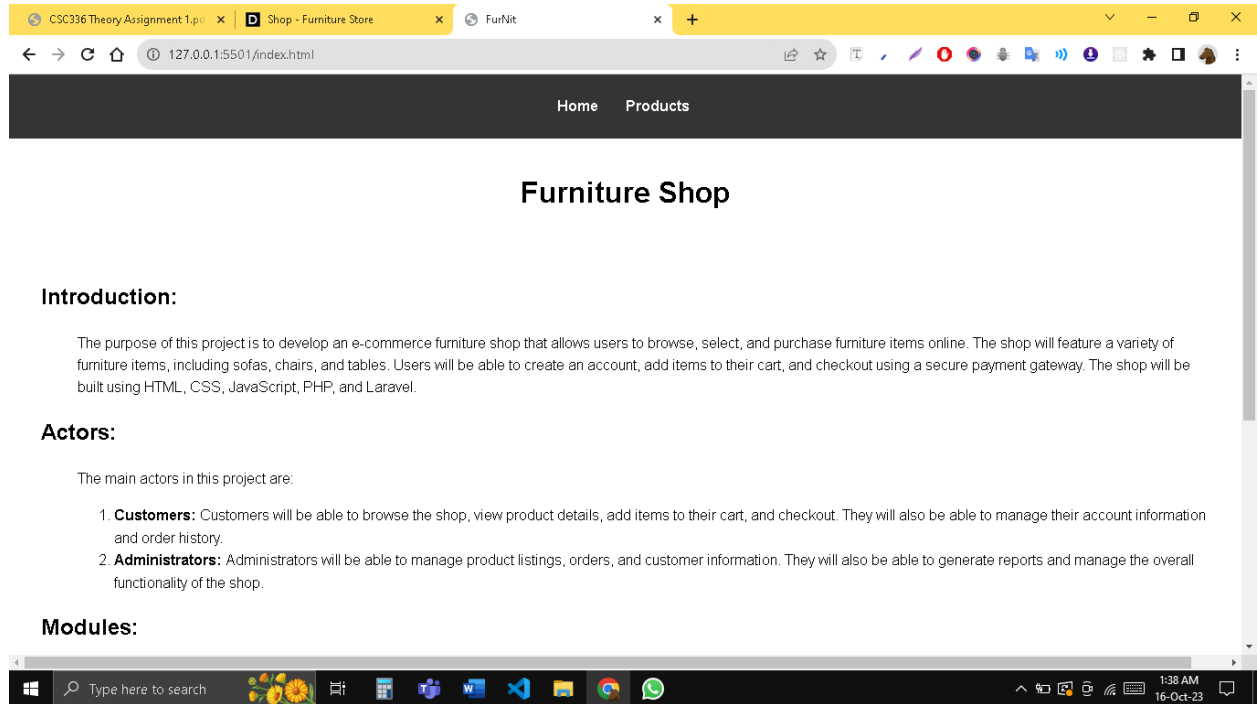 CSC336 Theory Assignment 1.pd
Shop - Furniture Store
FurNit
127.0.0.1:5501/index.html
Home Products
Furniture Shop
Introduction:
The purpose of this project is to develop an e-commerce furniture shop that allows users to browse, select, and purchase furniture items online. The shop will feature a variety of
furniture items, including sofas, chairs, and tables. Users will be able to create an account, add items to their cart, and checkout using a secure payment gateway. The shop will be
built using HTML, CSS, JavaScript, PHP, and Laravel.
Actors:
The main actors in this project are:
1. Customers: Customers will be able to browse the shop, view product details, add items to their cart, and checkout. They will also be able to manage their account information
and order history.
2. Administrators: Administrators will be able to manage product listings, orders, and customer information. They will also be able to generate reports and manage the overall
functionality of the shop.
Modules:
Type here to search
1:38 AM
16-Oct-23